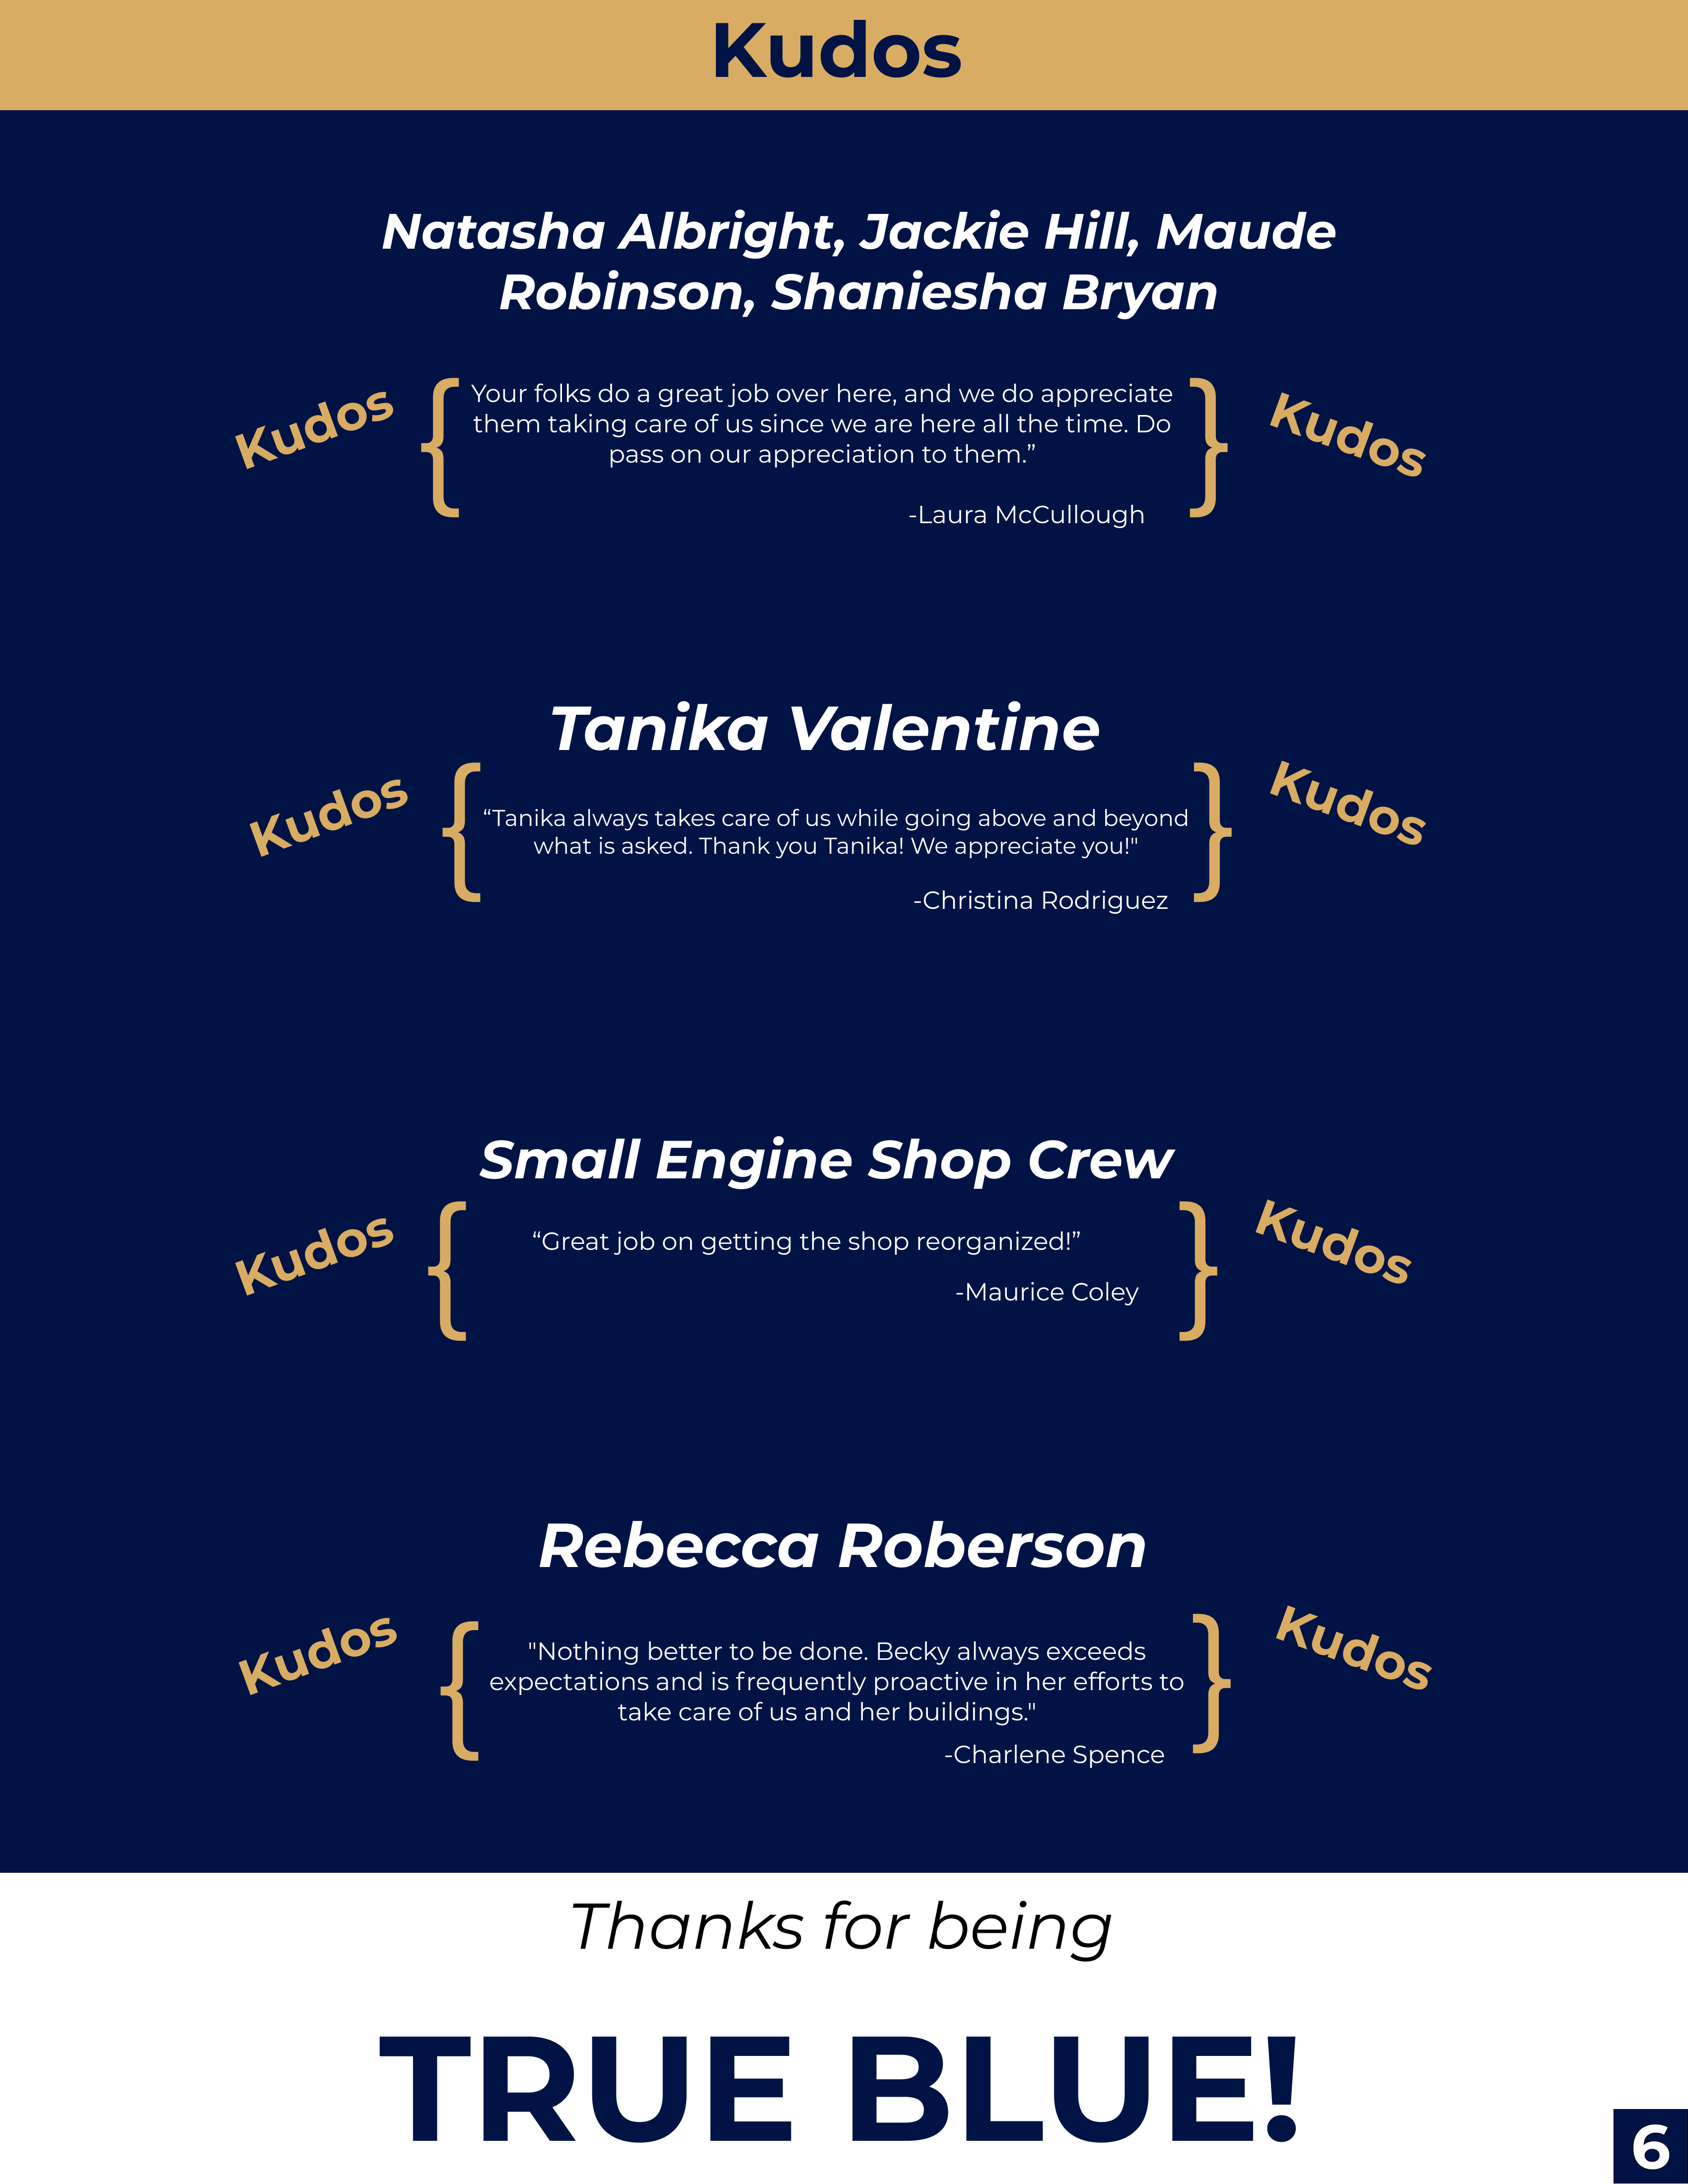 Kudos
Natasha Albright, Jackie Hill, Maude
Robinson, Shaniesha Bryan
Kudos
{
Your folks do a great job over here, and we do appreciate
them taking care of us since we are here all the time. Do
pass on our appreciation to them.”
-Laura McCullough
}
Kudos
Tanika Valentine
Kudos
{
“Tanika always takes care of us while going above and beyond
what is asked. Thank you Tanika! We appreciate you!"
-Christina Rodriguez
}
Kudos
Small Engine Shop Crew
Kudos
{
“Great job on getting the shop reorganized!”
-Maurice Coley
}
Kudos
Rebecca Roberson
Kudos
{
"Nothing better to be done. Becky always exceeds
expectations and is frequently proactive in her efforts to
take care of us and her buildings."
-Charlene Spence
}
Kudos
Thanks for being
TRUE BLUE!
6